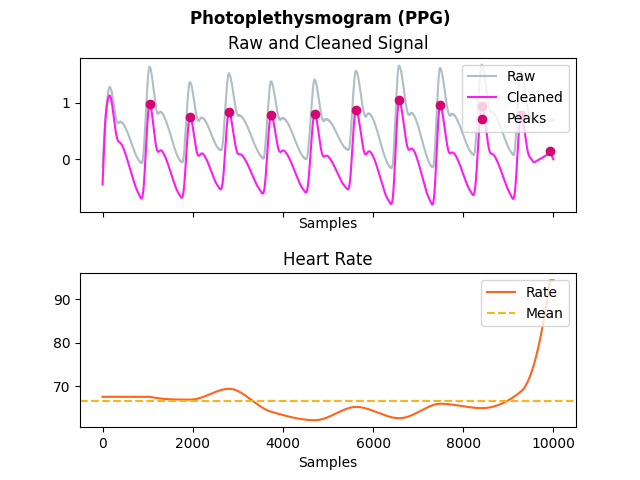 Photoplethysmogram (PPG)
Raw and Cleaned Signal
1
0
Raw
Cleaned
Peaks
Samples
Heart Rate
90
80
70
Rate
Mean
0 2000 4000 6000 8000 10000
Samples